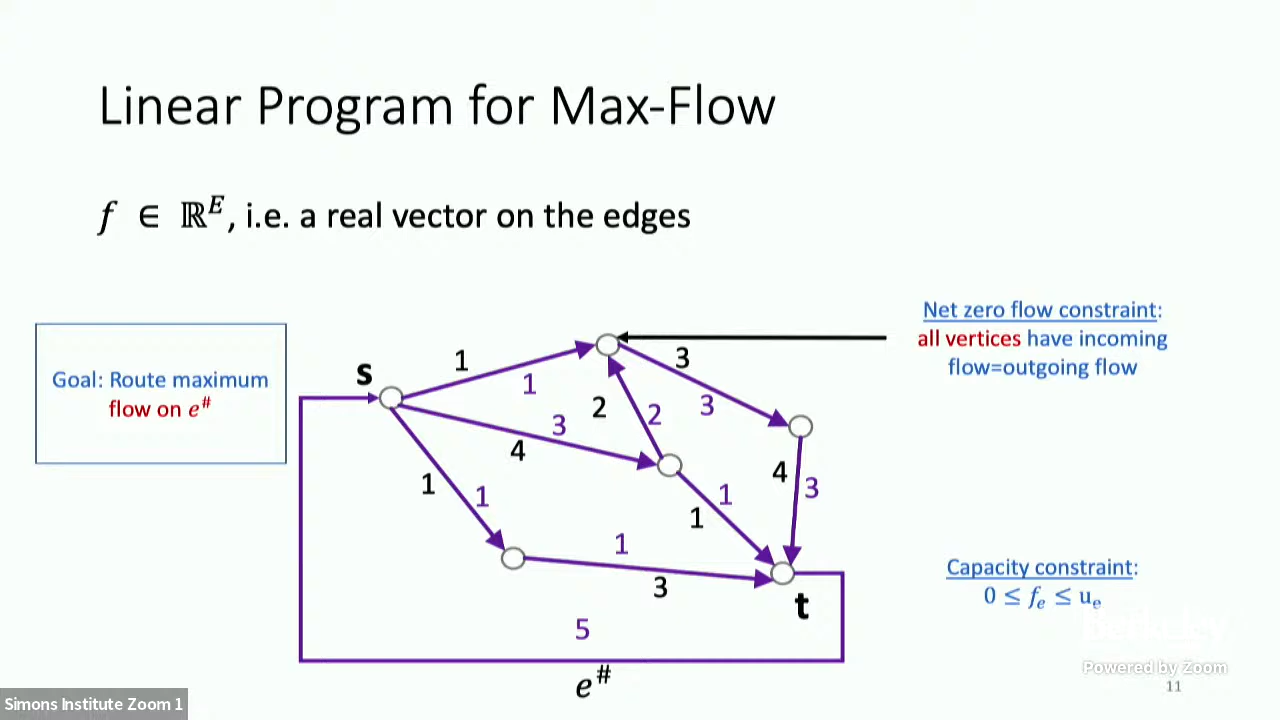 Linear Program for Max-Flow
f ∈ ℝ^E, i.e. a real vector on the edges
Goal: Route maximum
flow on e^#
Net zero flow constraint:
all vertices have incoming
flow=outgoing flow
s
1
1
3
4
2
2
3
3
4
3
1
1
1
1
1
3
t
5
e^#
Capacity constraint:
0 ≤ f_e ≤ u_e
Berkeley
Powered by Zoom
11
Simons Institute Zoom 1